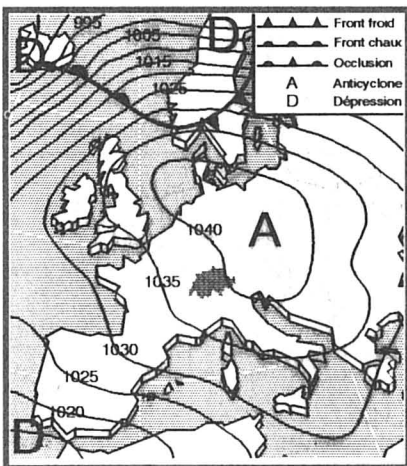 995
1005
D
D
Front froid
Front chaud
1015
Occlusion
1025
A Anticyclone
D Dépression
1040
A
1035
1030
1025
1020
D